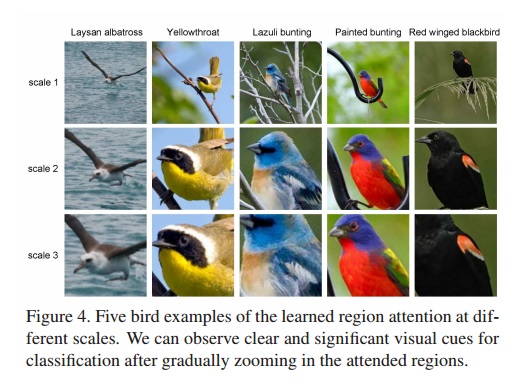 Laysan albatross Yellowthroat Lazuli bunting Painted bunting Red winged blackbird
scale 1
scale 2
scale 3
Figure 4. Five bird examples of the learned region attention at dif-
ferent scales. We can observe clear and significant visual cues for
classification after gradually zooming in the attended regions.